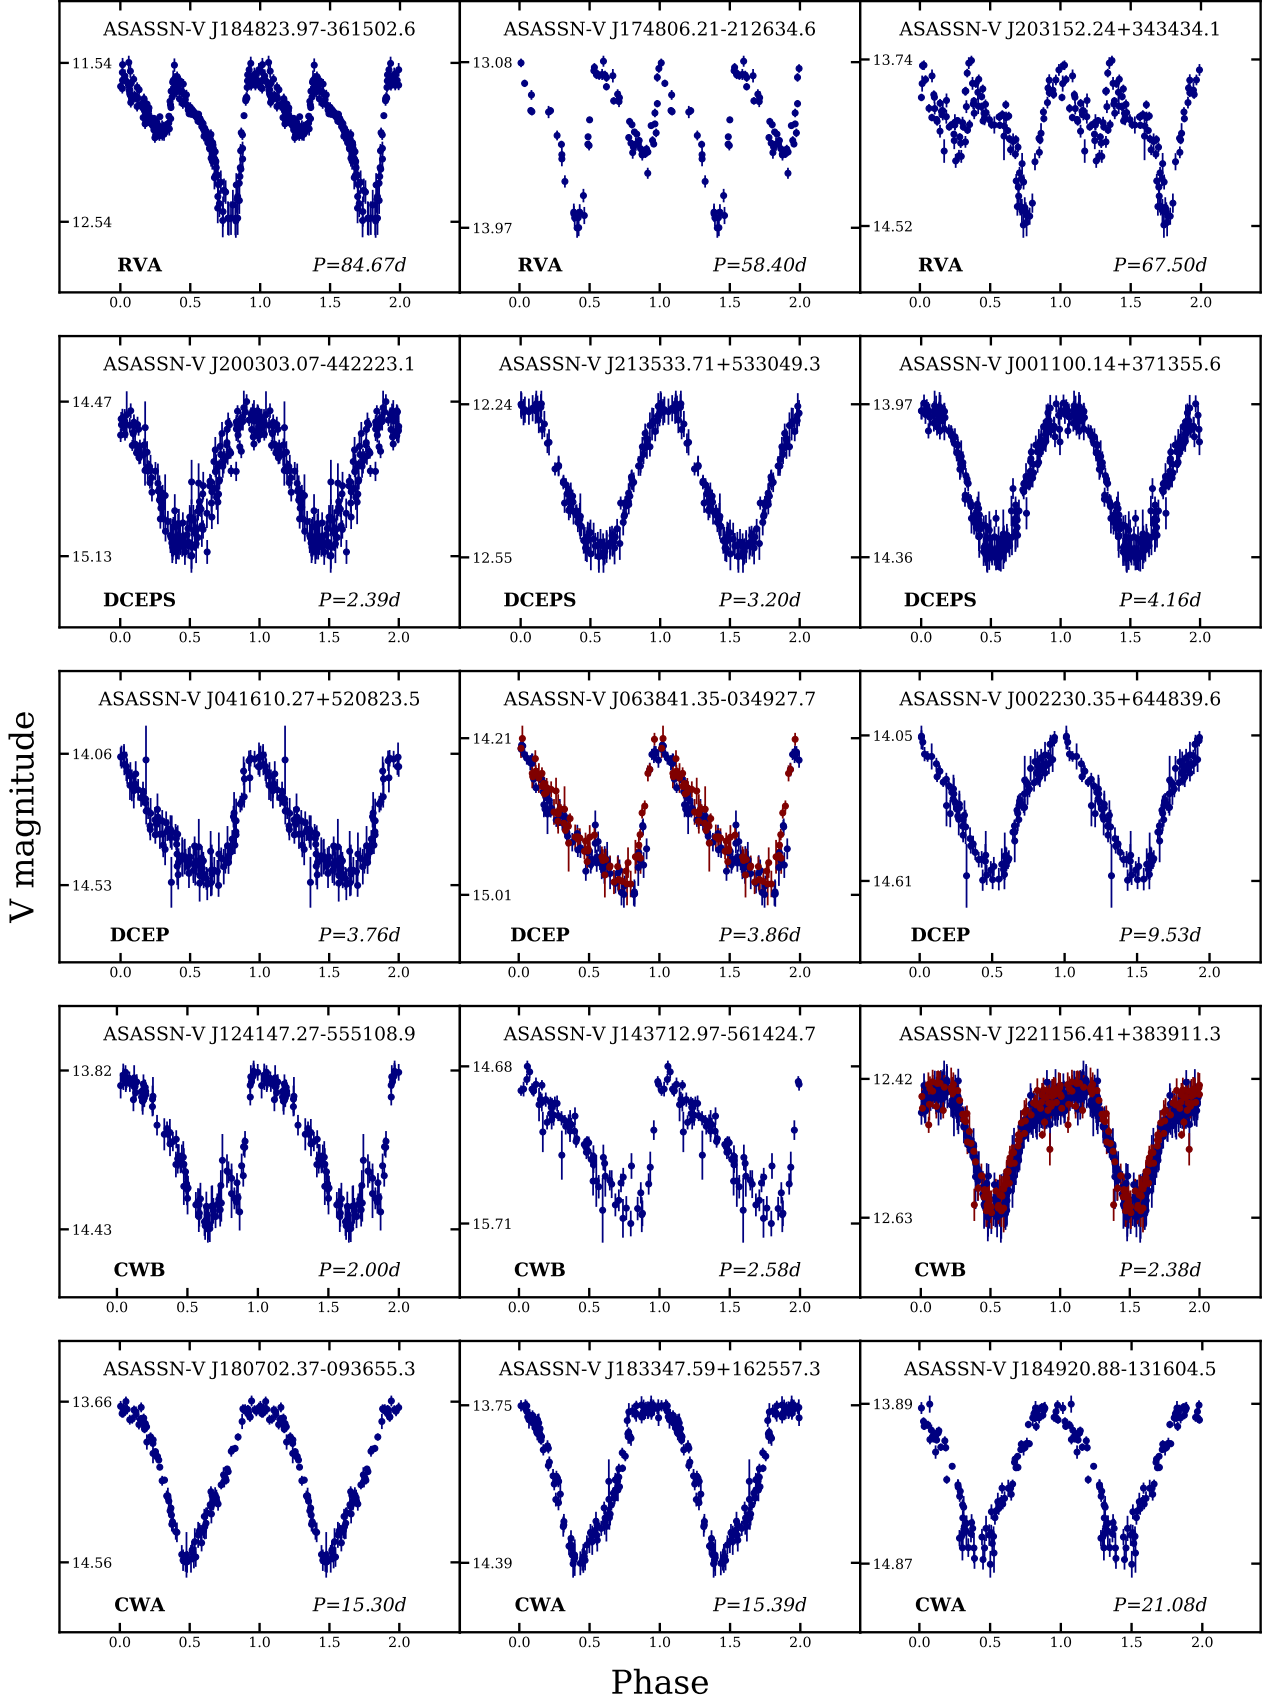 ASASSN-V J184823.97-361502.6
11.54
12.54
RVA P=84.67d
0.0 0.5 1.0 1.5 2.0
ASASSN-V J174806.21-212634.6
13.08
13.97
RVA P=58.40d
0.0 0.5 1.0 1.5 2.0
ASASSN-V J203152.24+343434.1
13.74
14.52
RVA P=67.50d
0.0 0.5 1.0 1.5 2.0
ASASSN-V J200303.07-442223.1
14.47
15.13
DCEPS P=2.39d
0.0 0.5 1.0 1.5 2.0
ASASSN-V J213533.71+533049.3
12.24
12.55
DCEPS P=3.20d
0.0 0.5 1.0 1.5 2.0
ASASSN-V J001100.14+371355.6
13.97
14.36
DCEPS P=4.16d
0.0 0.5 1.0 1.5 2.0
V magnitude
ASASSN-V J041610.27+520823.5
14.06
14.53
DCEP P=3.76d
0.0 0.5 1.0 1.5 2.0
ASASSN-V J063841.35-034927.7
14.21
15.01
DCEP P=3.86d
0.0 0.5 1.0 1.5 2.0
ASASSN-V J002230.35+644839.6
14.05
14.61
DCEP P=9.53d
0.0 0.5 1.0 1.5 2.0
ASASSN-V J124147.27-555108.9
13.82
14.43
CWB P=2.00d
0.0 0.5 1.0 1.5 2.0
ASASSN-V J143712.97-561424.7
14.68
15.71
CWB P=2.58d
0.0 0.5 1.0 1.5 2.0
ASASSN-V J221156.41+383911.3
12.42
12.63
CWB P=2.38d
0.0 0.5 1.0 1.5 2.0
ASASSN-V J180702.37-093655.3
13.66
14.56
CWA P=15.30d
0.0 0.5 1.0 1.5 2.0
ASASSN-V J183347.59+162557.3
13.75
14.39
CWA P=15.39d
0.0 0.5 1.0 1.5 2.0
ASASSN-V J184920.88-131604.5
13.89
14.87
CWA P=21.08d
0.0 0.5 1.0 1.5 2.0
Phase